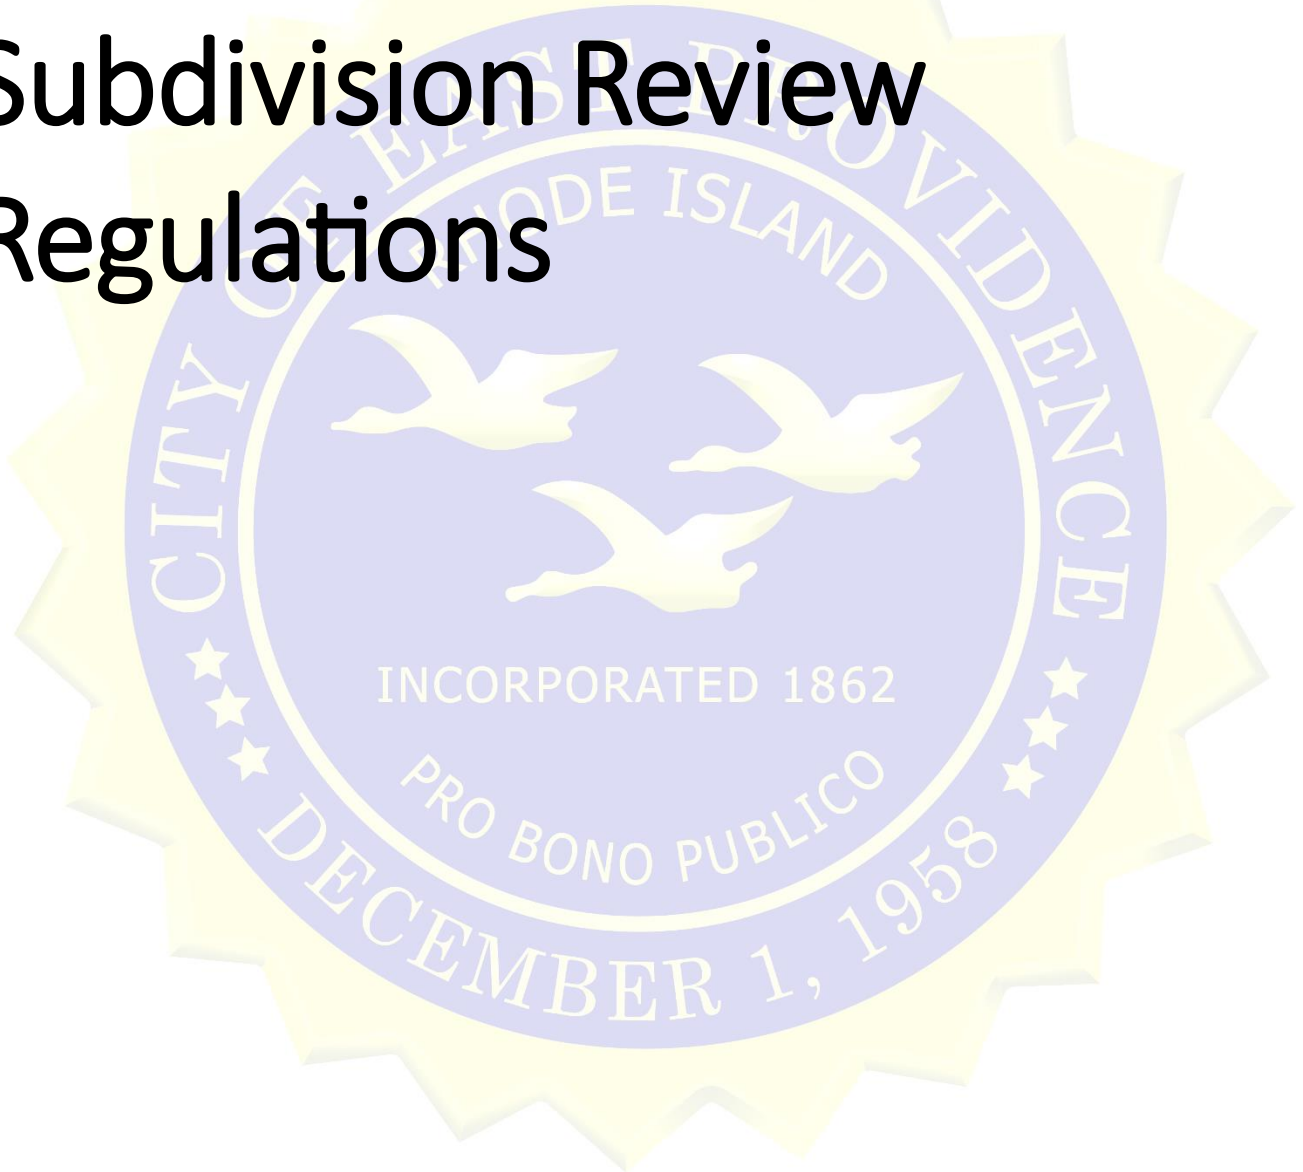 Subdivision Review
Regulations
CITY OF EAST PROVIDENCE
RHODE ISLAND
INCORPORATED 1862
PRO BONO PUBLICO
DECEMBER 1, 1958